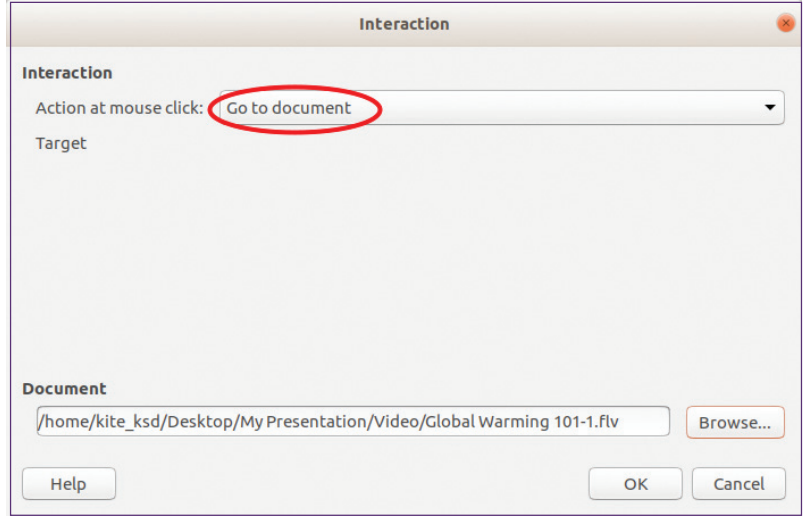 Interaction
Interaction
Action at mouse click: Go to document
Target
Document
/home/kite_ksd/Desktop/My Presentation/Video/Global Warming 101-1.flv Browse...
Help OK Cancel